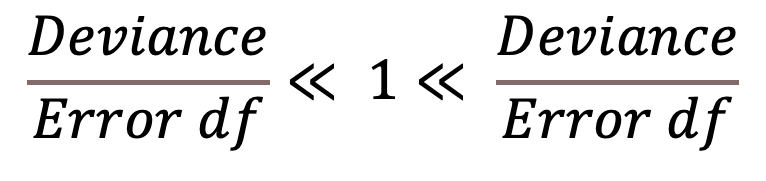 Deviance Deviance
≪ 1 ≪
Error df Error df